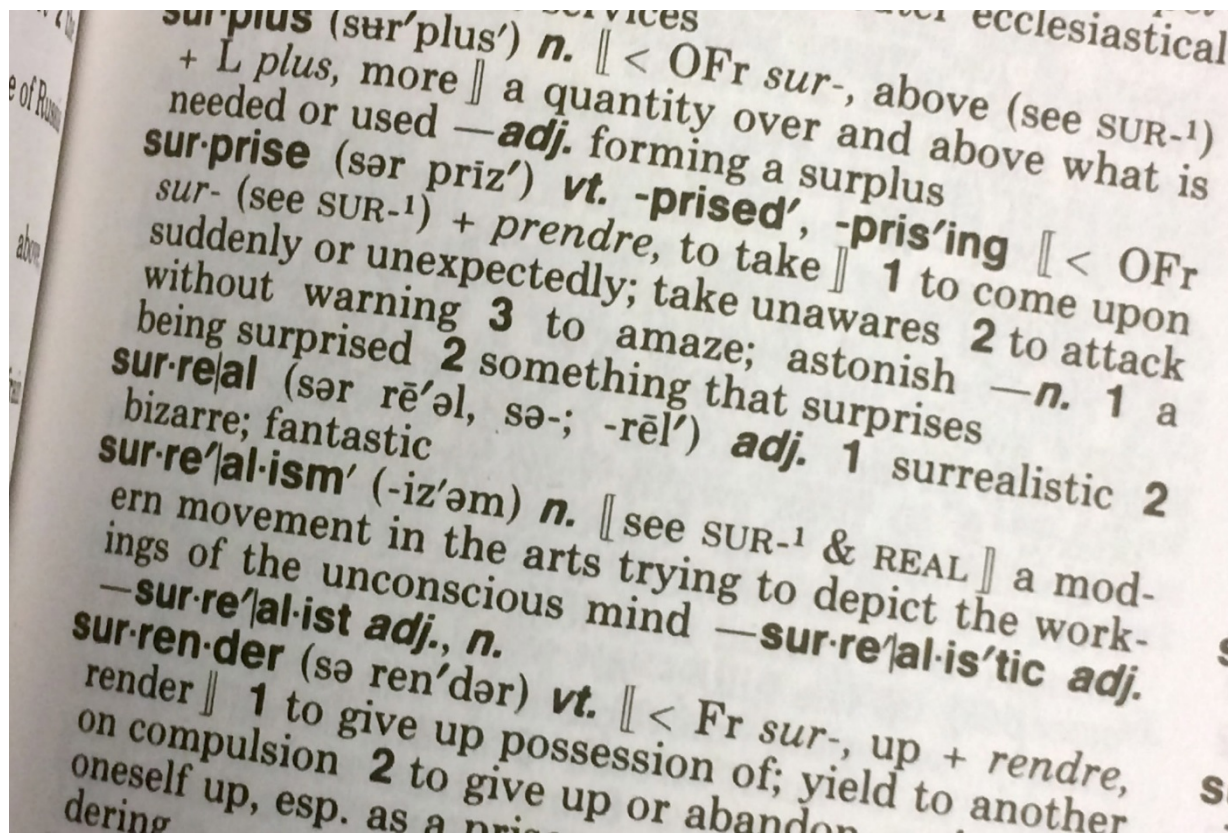 services
outer ecclesiastical
sur·plus (sʉr′plus′) n. ⟦ < OFr sur-, above (see SUR-¹)
+ L plus, more ⟧ a quantity over and above what is
needed or used —adj. forming a surplus
sur·prise (sər prīz′) vt. -prised′, -pris′ing ⟦ < OFr
sur- (see SUR-¹) + prendre, to take ⟧ 1 to come upon
suddenly or unexpectedly; take unawares 2 to attack
without warning 3 to amaze; astonish —n. 1 a
being surprised 2 something that surprises
sur·re|al (sər rē′əl, sə-; -rēl′) adj. 1 surrealistic 2
bizarre; fantastic
sur·re′|al·ism′ (-iz′əm) n. ⟦ see SUR-¹ & REAL ⟧ a mod-
ern movement in the arts trying to depict the work-
ings of the unconscious mind —sur·re′|al·is′tic adj.
—sur·re′|al·ist adj., n.
sur·ren·der (sə ren′dər) vt. ⟦ < Fr sur-, up + rendre,
render ⟧ 1 to give up possession of; yield to another
on compulsion 2 to give up or abandon
oneself up, esp. as a
dering
e of Russia
above,